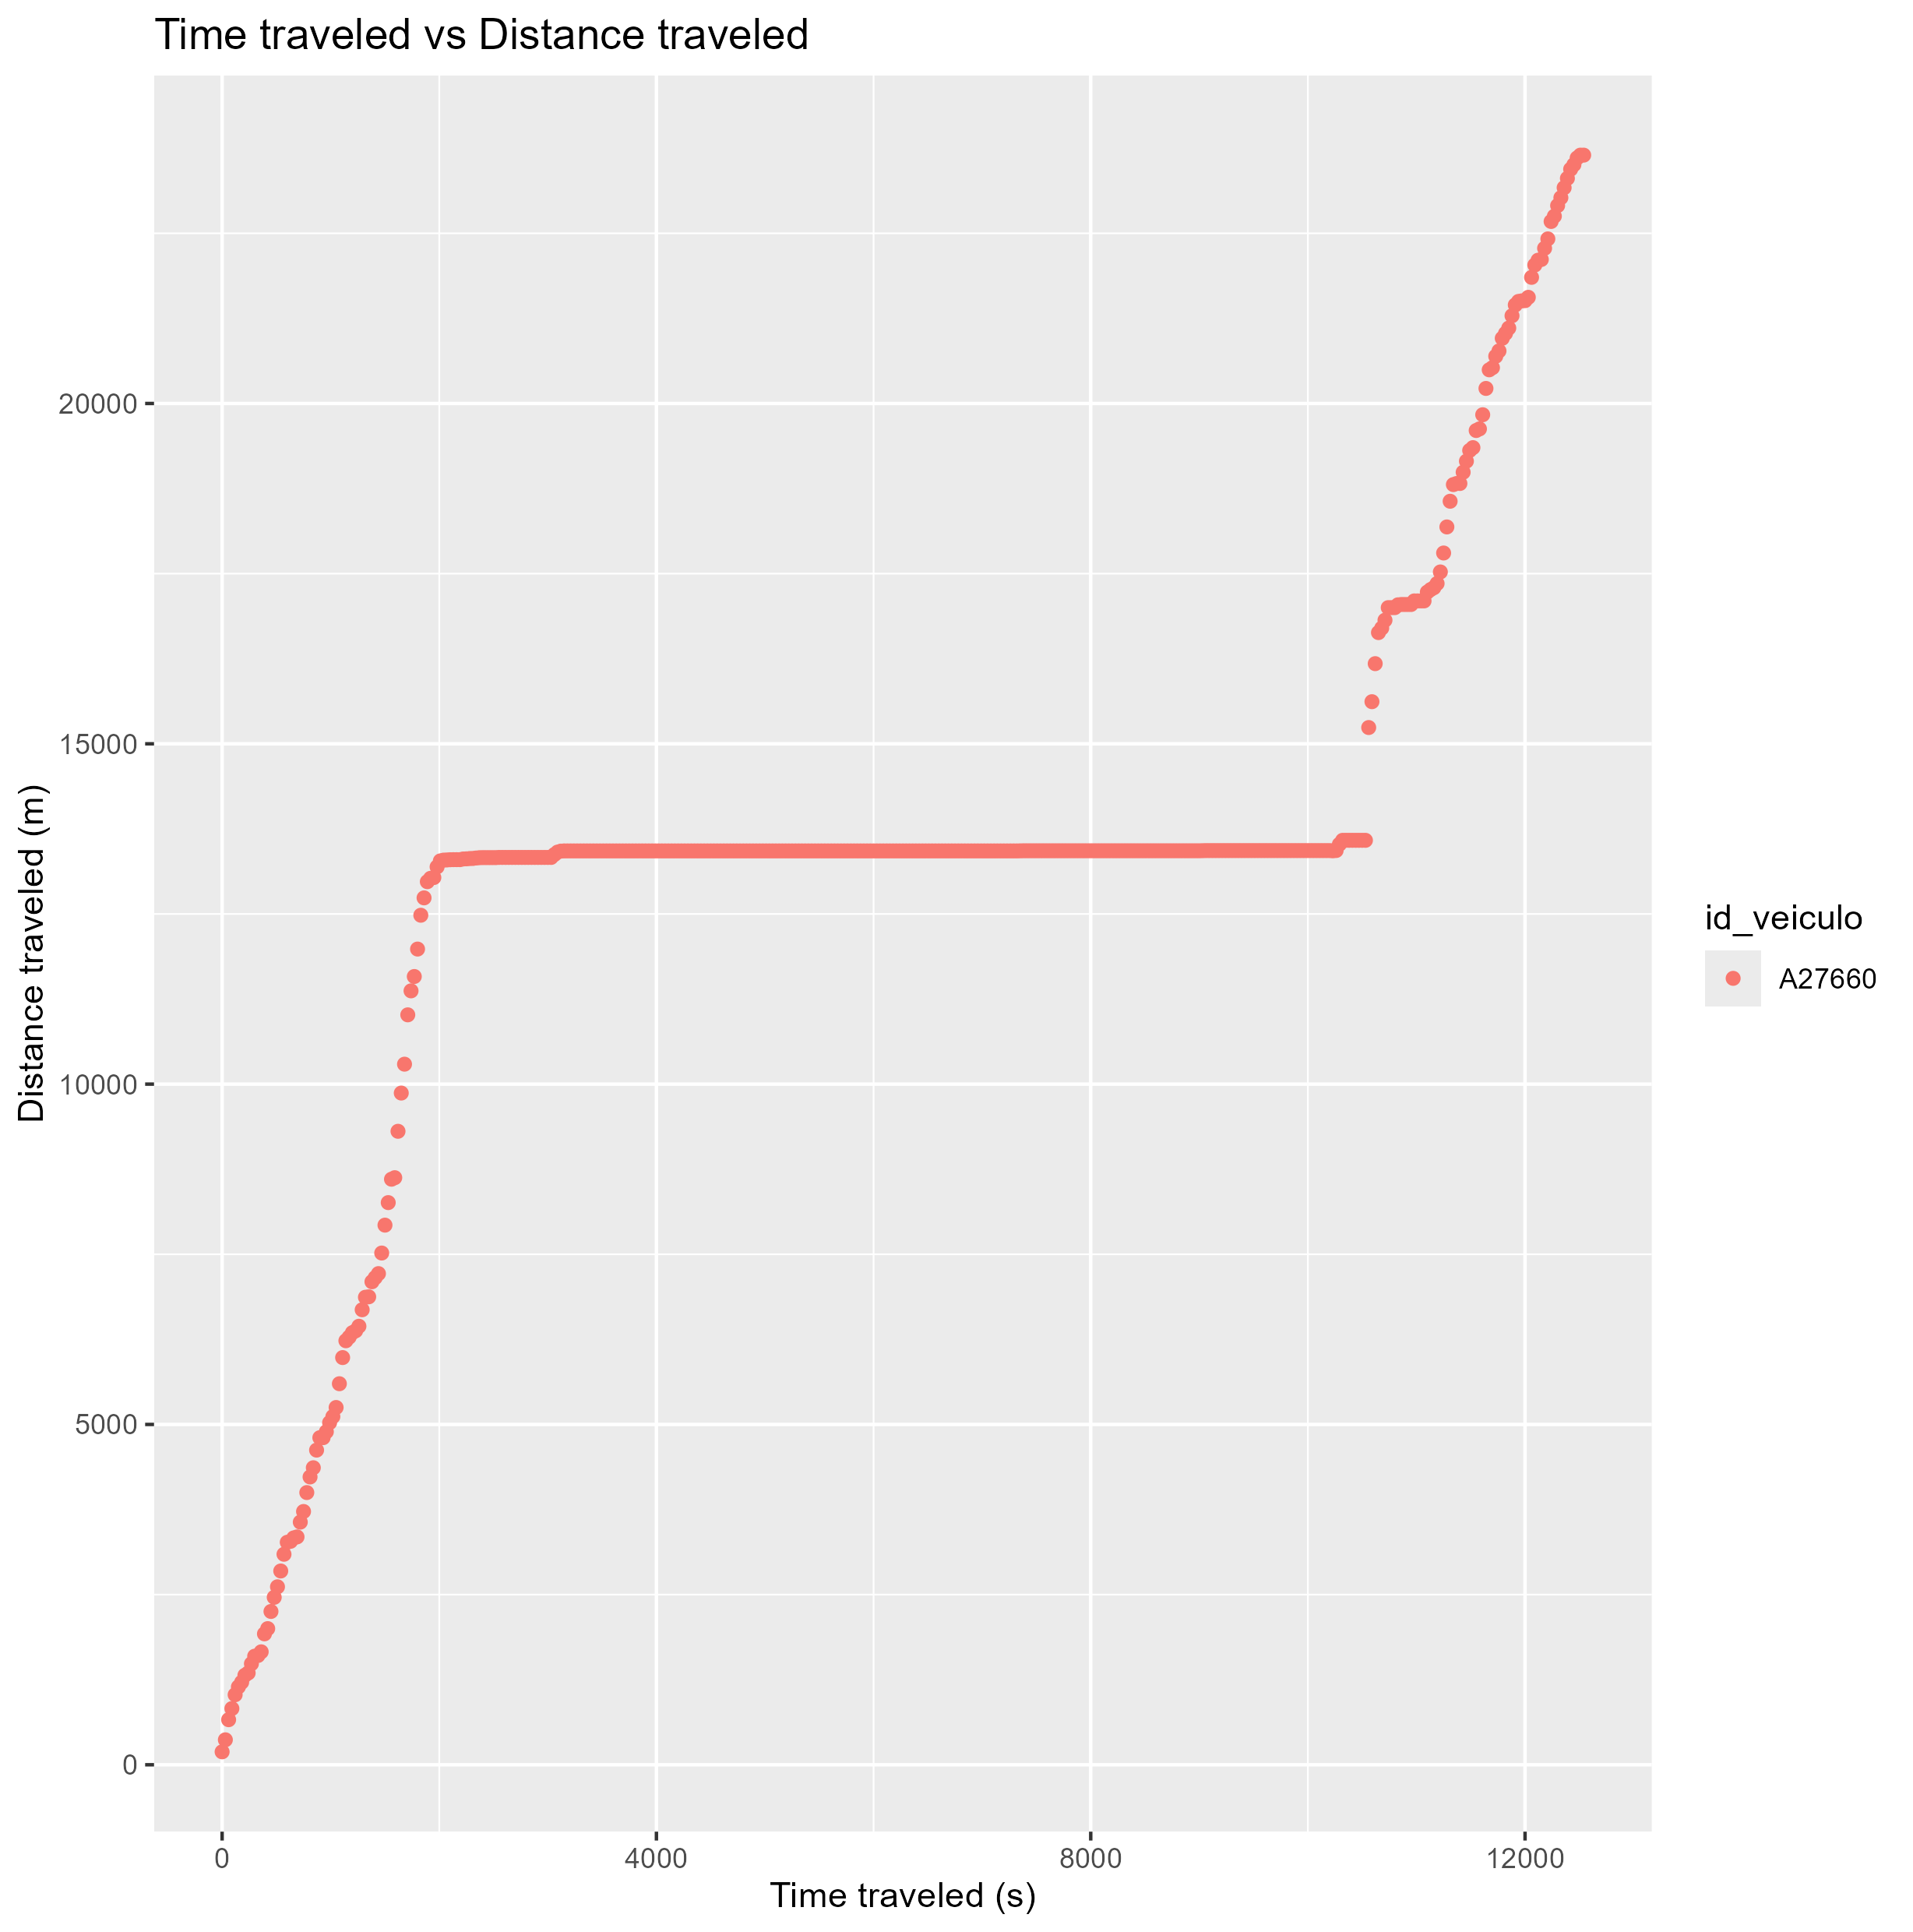 Time traveled vs Distance traveled
Distance traveled (m)
20000
15000
10000
5000
0
0 4000 8000 12000
Time traveled (s)
id_veiculo
A27660